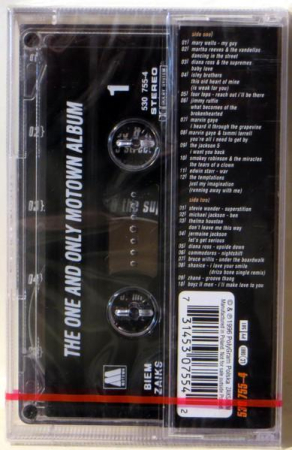 THE ONE AND ONLY MOTOWN ALBUM
1
530 755-4
STEREO
BIEM
ZAIKS
side one)
01) mary wells - my guy
02) martha reeves & the vandellas
dancing in the street
03) diana ross & the supremes
baby love
04) isley brothers
this old heart of mine
(is weak for you)
05) four tops - reach out i'll be there
06) jimmy ruffin
what becomes of the
brokenhearted
07) marvin gaye
i heard it through the grapevine
08) marvin gaye & tammi terrell
you're all i need to get by
09) the jackson 5
i want you back
10) smokey robinson & the miracles
the tears of a clown
11) edwin starr - war
12) the temptations
just my imagination
(running away with me)
side two)
01) stevie wonder - superstition
02) michael jackson - ben
03) thelma houston
don't leave me this way
04) jermaine jackson
let's get serious
05) diana ross - upside down
06) commodores - nightshift
07) bruce willis - under the boardwalk
08) shanice - i love your smile
09) zhané - groove thang
10) boyz II men - i'll make love to you
7 31453 07554 2
℗ & © 1996 PolyGram Polska
530 755-4